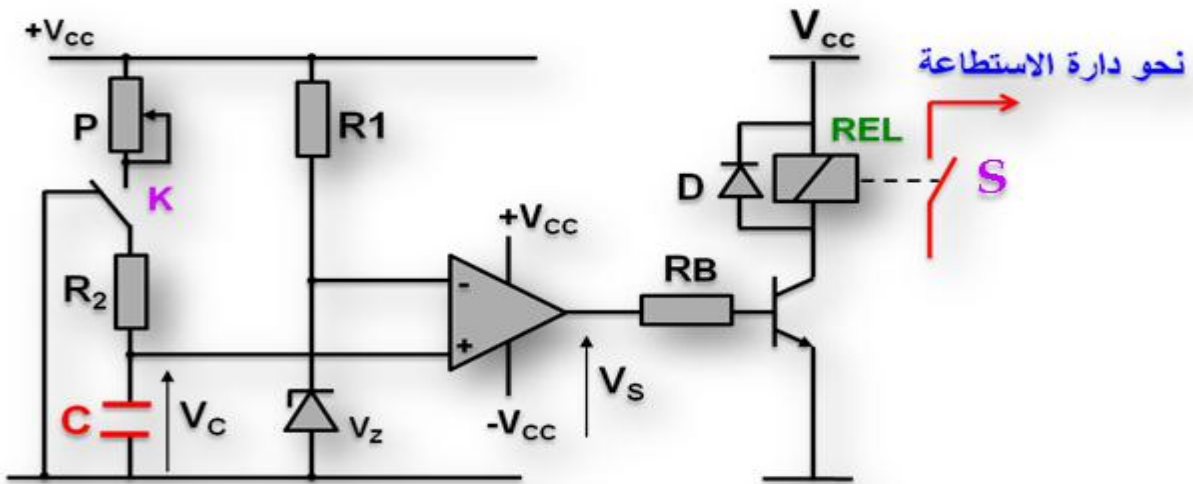 +Vcc
Vcc
نحو دارة الاستطاعة
P
R1
REL
K
D
S
+Vcc
R2
RB
-
+
C
Vc
Vz
Vs
-Vcc